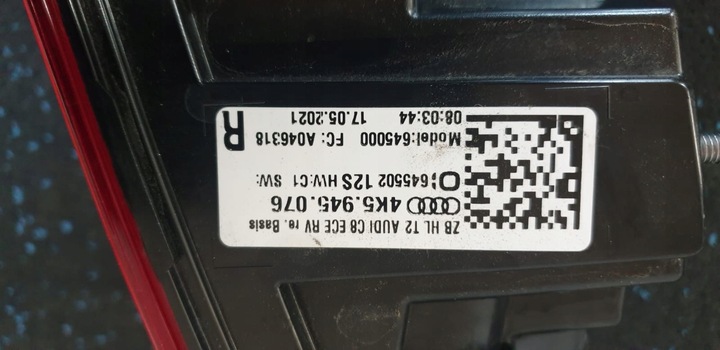 ZB HL T2 AUDI C8 ECE RV re. Basis
4K5.945.076
645502 12S HW:C1 SW:
Model:645000 FC: A046318
08:03:44 17.05.2021
R